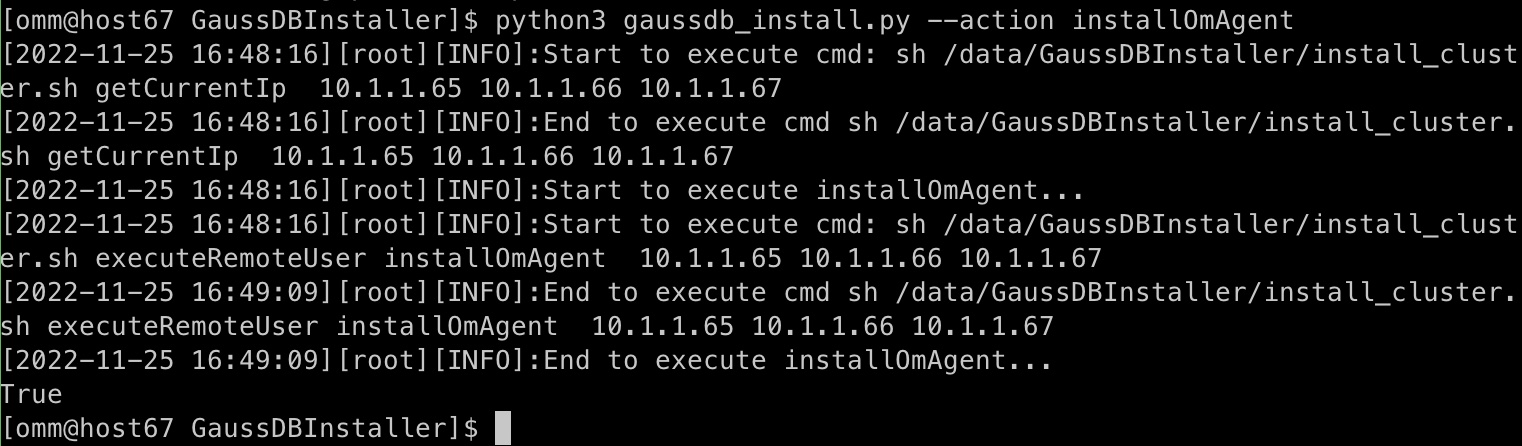 [omm@host67 GaussDBInstaller]$ python3 gaussdb_install.py --action installOmAgent
[2022-11-25 16:48:16][root][INFO]:Start to execute cmd: sh /data/GaussDBInstaller/install_clust
er.sh getCurrentIp  10.1.1.65 10.1.1.66 10.1.1.67
[2022-11-25 16:48:16][root][INFO]:End to execute cmd sh /data/GaussDBInstaller/install_cluster.
sh getCurrentIp  10.1.1.65 10.1.1.66 10.1.1.67
[2022-11-25 16:48:16][root][INFO]:Start to execute installOmAgent...
[2022-11-25 16:48:16][root][INFO]:Start to execute cmd: sh /data/GaussDBInstaller/install_clust
er.sh executeRemoteUser installOmAgent  10.1.1.65 10.1.1.66 10.1.1.67
[2022-11-25 16:49:09][root][INFO]:End to execute cmd sh /data/GaussDBInstaller/install_cluster.
sh executeRemoteUser installOmAgent  10.1.1.65 10.1.1.66 10.1.1.67
[2022-11-25 16:49:09][root][INFO]:End to execute installOmAgent...
True
[omm@host67 GaussDBInstaller]$